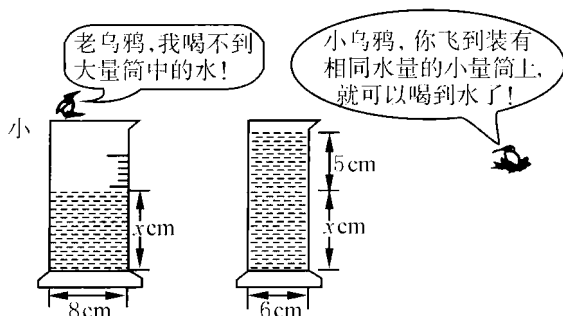 老乌鸦,我喝不到
大量筒中的水!
小乌鸦, 你飞到装有
相同水量的小量筒上,
就可以喝到水了!
小
5cm
xcm
xcm
8cm
6cm